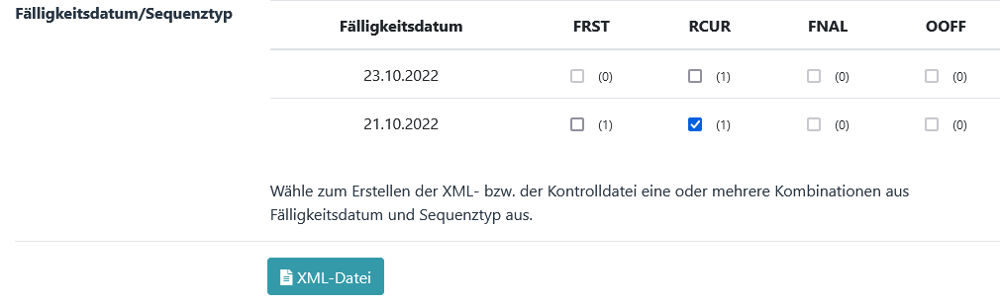 Fälligkeitsdatum/Sequenztyp
Fälligkeitsdatum FRST RCUR FNAL OOFF
23.10.2022 (0) (1) (0) (0)
21.10.2022 (1) (1) (0) (0)
Wähle zum Erstellen der XML- bzw. der Kontrolldatei eine oder mehrere Kombinationen aus
Fälligkeitsdatum und Sequenztyp aus.
XML-Datei